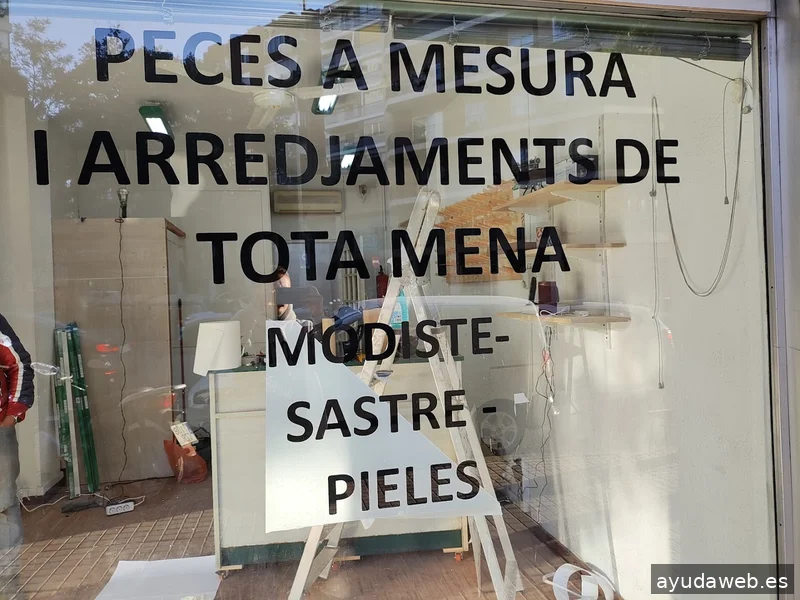 PECES A MESURA
I ARREDJAMENTS DE
TOTA MENA
MODISTE-
SASTRE -
PIELES
ayudaweb.es